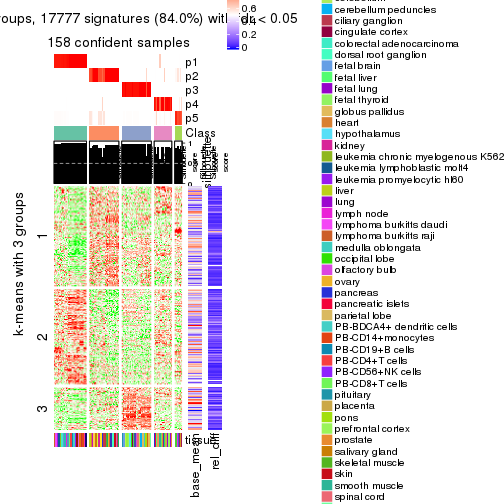 oups, 17777 signatures (84.0%) with fdr < 0.05
158 confident samples
p1
p2
p3
p4
p5
Class
1
silhouette
score
k-means with 3 groups
1
2
3
tissue
base_mean
rel_diff
0.6
cerebellum peduncles
ciliary ganglion
cingulate cortex
colorectal adenocarcinoma
dorsal root ganglion
fetal brain
fetal liver
fetal lung
fetal thyroid
globus pallidus
heart
hypothalamus
kidney
leukemia chronic myelogenous K562
leukemia lymphoblastic molt4
leukemia promyelocytic hl60
liver
lung
lymph node
lymphoma burkitts daudi
lymphoma burkitts raji
medulla oblongata
occipital lobe
olfactory bulb
ovary
pancreas
pancreatic islets
parietal lobe
PB-BDCA4+ dendritic cells
PB-CD14+monocytes
PB-CD19+B cells
PB-CD4+T cells
PB-CD56+NK cells
PB-CD8+T cells
pituitary
placenta
pons
prefrontal cortex
prostate
salivary gland
skeletal muscle
skin
smooth muscle
spinal cord